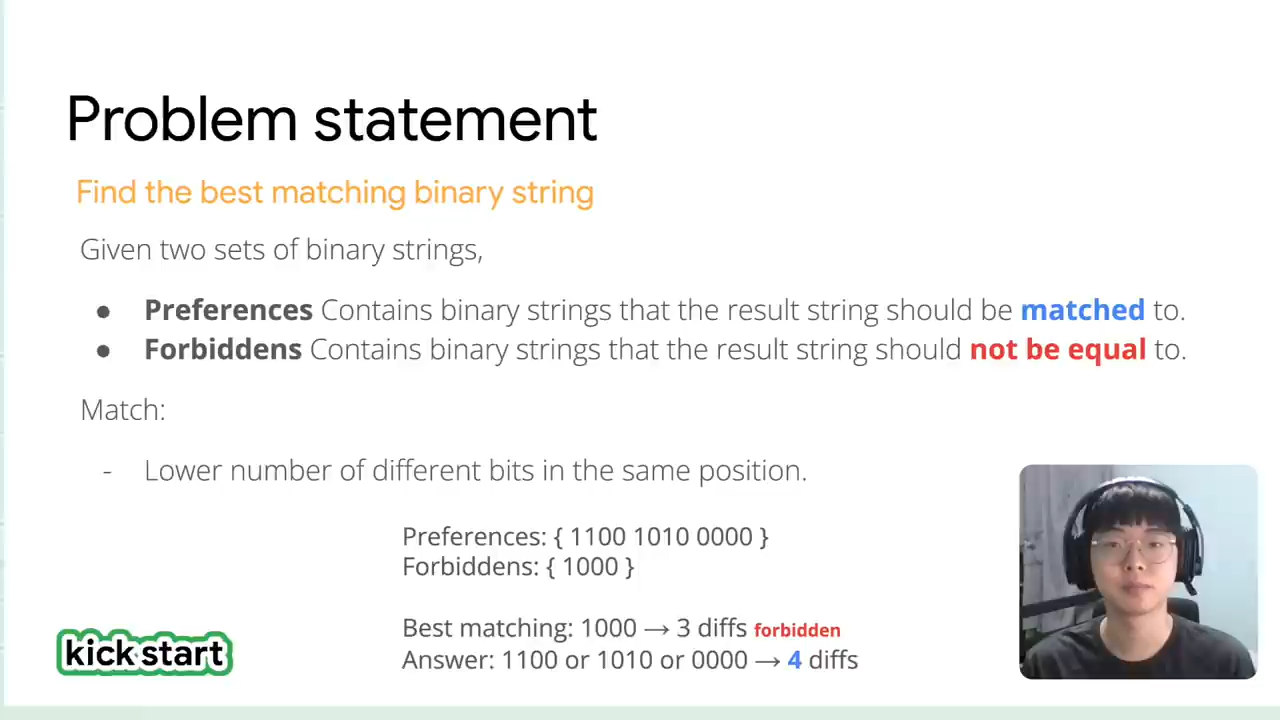 Problem statement
Find the best matching binary string
Given two sets of binary strings,
● Preferences Contains binary strings that the result string should be matched to.
● Forbiddens Contains binary strings that the result string should not be equal to.
Match:
- Lower number of different bits in the same position.
Preferences: { 1100 1010 0000 }
Forbiddens: { 1000 }
Best matching: 1000 → 3 diffs forbidden
Answer: 1100 or 1010 or 0000 → 4 diffs
kick start